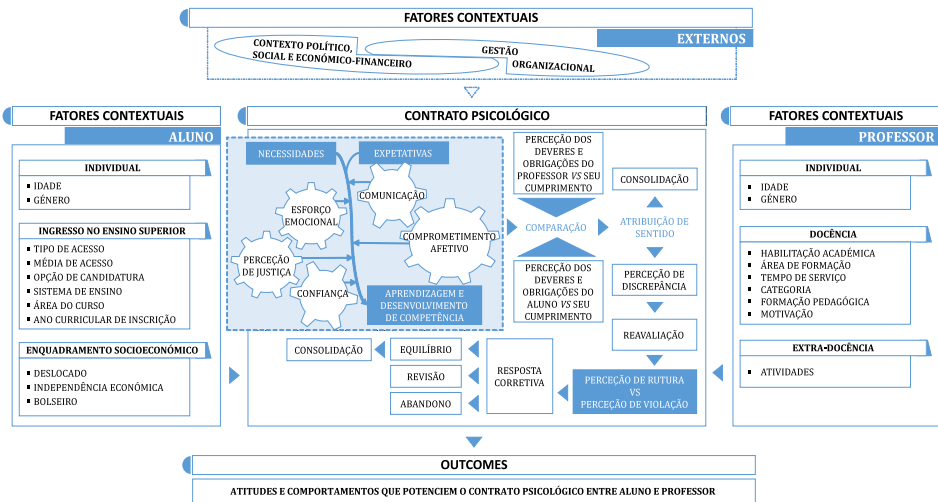 FATORES CONTEXTUAIS
EXTERNOS
CONTEXTO POLÍTICO,
SOCIAL E ECONÓMICO-FINANCEIRO
GESTÃO
ORGANIZACIONAL
FATORES CONTEXTUAIS
ALUNO
INDIVIDUAL
▪ IDADE
▪ GÉNERO
INGRESSO NO ENSINO SUPERIOR
▪ TIPO DE ACESSO
▪ MÉDIA DE ACESSO
▪ OPÇÃO DE CANDIDATURA
▪ SISTEMA DE ENSINO
▪ ÁREA DO CURSO
▪ ANO CURRICULAR DE INSCRIÇÃO
ENQUADRAMENTO SOCIOECONÓMICO
▪ DESLOCADO
▪ INDEPENDÊNCIA ECONÓMICA
▪ BOLSEIRO
CONTRATO PSICOLÓGICO
NECESSIDADES
EXPETATIVAS
COMUNICAÇÃO
ESFORÇO
EMOCIONAL
COMPROMETIMENTO
AFETIVO
PERCEÇÃO
DE JUSTIÇA
CONFIANÇA
APRENDIZAGEM E
DESENVOLVIMENTO
DE COMPETÊNCIA
PERCEÇÃO DOS
DEVERES E
OBRIGAÇÕES DO
PROFESSOR VS SEU
CUMPRIMENTO
COMPARAÇÃO
PERCEÇÃO DOS
DEVERES E
OBRIGAÇÕES DO
ALUNO VS SEU
CUMPRIMENTO
CONSOLIDAÇÃO
ATRIBUIÇÃO DE
SENTIDO
PERCEÇÃO DE
DISCREPÂNCIA
REAVALIAÇÃO
PERCEÇÃO DE RUTURA
VS
PERCEÇÃO DE VIOLAÇÃO
RESPOSTA
CORRETIVA
EQUILÍBRIO
REVISÃO
ABANDONO
CONSOLIDAÇÃO
FATORES CONTEXTUAIS
PROFESSOR
INDIVIDUAL
▪ IDADE
▪ GÉNERO
DOCÊNCIA
▪ HABILITAÇÃO ACADÉMICA
▪ ÁREA DE FORMAÇÃO
▪ TEMPO DE SERVIÇO
▪ CATEGORIA
▪ FORMAÇÃO PEDAGÓGICA
▪ MOTIVAÇÃO
EXTRA-DOCÊNCIA
▪ ATIVIDADES
OUTCOMES
ATITUDES E COMPORTAMENTOS QUE POTENCIEM O CONTRATO PSICOLÓGICO ENTRE ALUNO E PROFESSOR